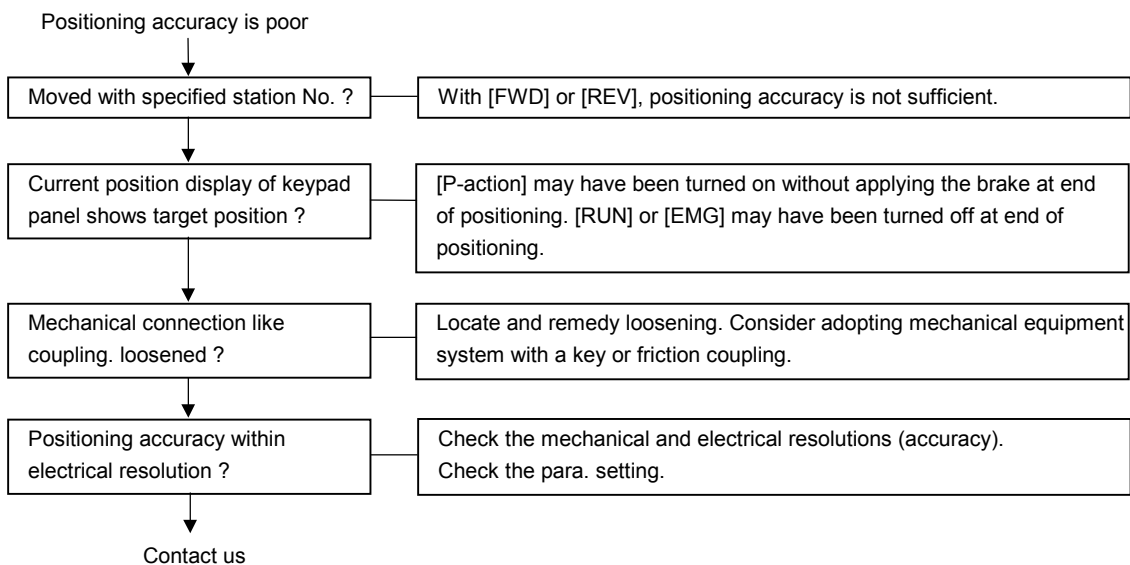 Positioning accuracy is poor
Moved with specified station No. ?
With [FWD] or [REV], positioning accuracy is not sufficient.
Current position display of keypad
panel shows target position ?
[P-action] may have been turned on without applying the brake at end
of positioning. [RUN] or [EMG] may have been turned off at end of
positioning.
Mechanical connection like
coupling. loosened ?
Locate and remedy loosening. Consider adopting mechanical equipment
system with a key or friction coupling.
Positioning accuracy within
electrical resolution ?
Check the mechanical and electrical resolutions (accuracy).
Check the para. setting.
Contact us